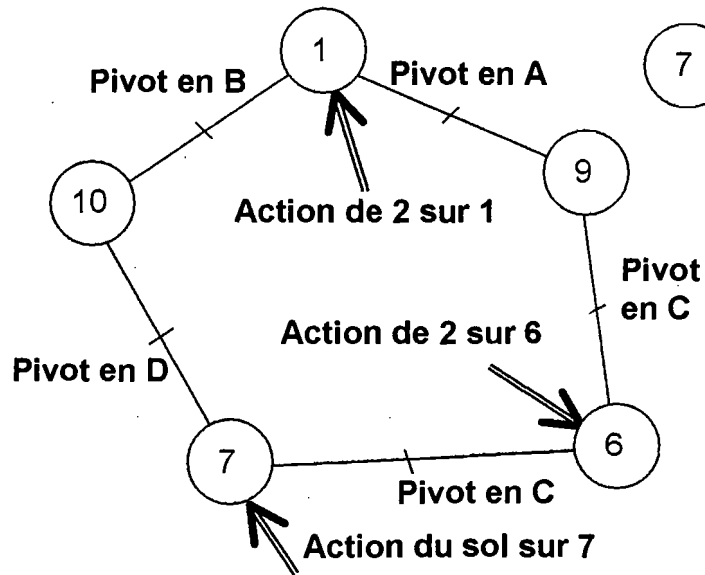 1
7
Pivot en B
Pivot en A
10
9
Action de 2 sur 1
Pivot
en C
Action de 2 sur 6
Pivot en D
7
6
Pivot en C
Action du sol sur 7